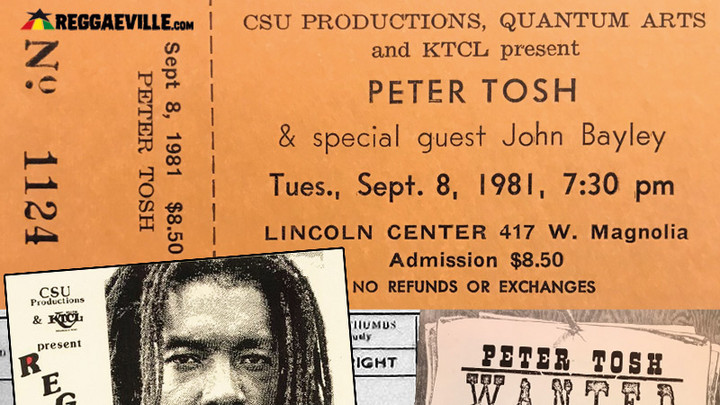 REGGAEVILLE.COM
Nº 1124
Sept 8, 1981 $8.50
PETER TOSH
CSU PRODUCTIONS, QUANTUM ARTS
and KTCL present
PETER TOSH
& special guest John Bayley
Tues., Sept. 8, 1981, 7:30 pm
LINCOLN CENTER 417 W. Magnolia
Admission $8.50
NO REFUNDS OR EXCHANGES
CSU
Productions
& KTCL
present
REG
IGHT
PETER TOSH
WANTED